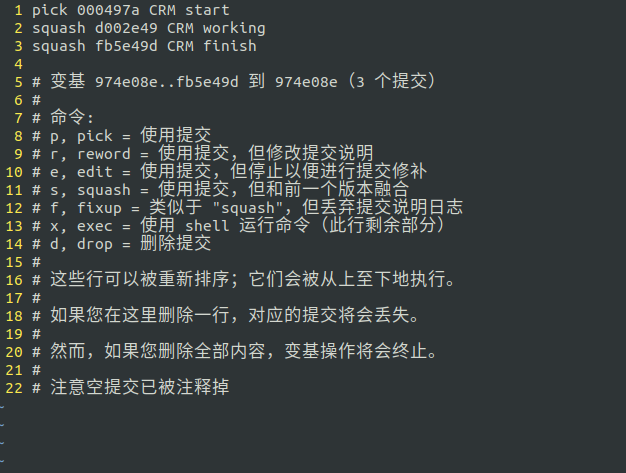 1 pick 000497a CRM start
2 squash d002e49 CRM working
3 squash fb5e49d CRM finish
4
5 # 变基 974e08e..fb5e49d 到 974e08e（3 个提交）
6 #
7 # 命令:
8 # p, pick = 使用提交
9 # r, reword = 使用提交，但修改提交说明
10 # e, edit = 使用提交，但停止以便进行提交修补
11 # s, squash = 使用提交，但和前一个版本融合
12 # f, fixup = 类似于 "squash"，但丢弃提交说明日志
13 # x, exec = 使用 shell 运行命令（此行剩余部分）
14 # d, drop = 删除提交
15 #
16 # 这些行可以被重新排序；它们会被从上至下地执行。
17 #
18 # 如果您在这里删除一行，对应的提交将会丢失。
19 #
20 # 然而，如果您删除全部内容，变基操作将会终止。
21 #
22 # 注意空提交已被注释掉
~
~
~
~